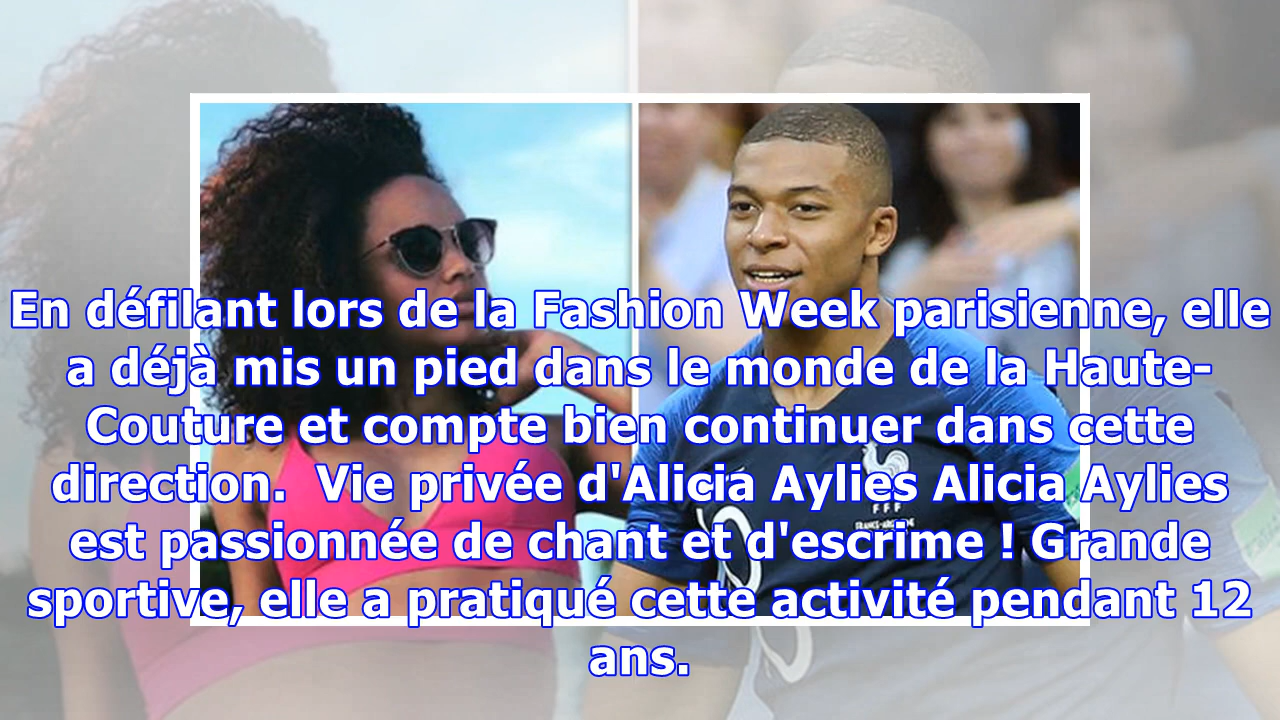 En défilant lors de la Fashion Week parisienne, elle
a déjà mis un pied dans le monde de la Haute-
Couture et compte bien continuer dans cette
direction.  Vie privée d'Alicia Aylies Alicia Aylies
est passionnée de chant et d'escrime ! Grande
sportive, elle a pratiqué cette activité pendant 12
ans.
FFF